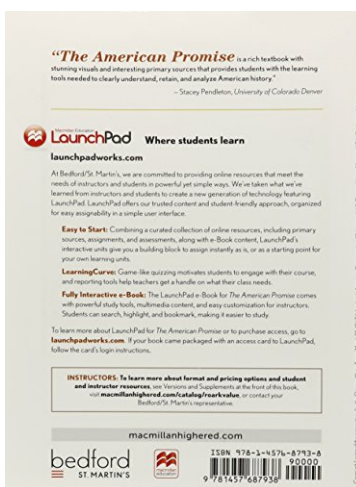 “The American Promise is a rich textbook with
stunning visuals and interesting primary sources that provides students with the learning
tools needed to clearly understand, retain, and analyze American history.”
– Stacey Pendleton, University of Colorado Denver
Macmillan Education
LaunchPad Where students learn
launchpadworks.com
At Bedford/St. Martin's, we are committed to providing online resources that meet the
needs of instructors and students in powerful yet simple ways. We've taken what we've
learned from instructors and students to create a new generation of technology featuring
LaunchPad. LaunchPad offers our trusted content and student-friendly approach, organized
for easy assignability in a simple user interface.
Easy to Start: Combining a curated collection of online resources, including primary
sources, assignments, and assessments, along with e-Book content, LaunchPad's
interactive units give you a building block to assign instantly as is, or as a starting point for
your own learning units.
LearningCurve: Game-like quizzing motivates students to engage with their course,
and reporting tools help teachers get a handle on what their class needs.
Fully Interactive e-Book: The LaunchPad e-Book for The American Promise comes
with powerful study tools, multimedia content, and easy customization for instructors.
Students can search, highlight, and bookmark, making it easier to study.
To learn more about LaunchPad for The American Promise or to purchase access, go to
launchpadworks.com. If your book came packaged with an access card to LaunchPad,
follow the card's login instructions.
INSTRUCTORS: To learn more about format and pricing options and student
and instructor resources, see Versions and Supplements at the front of this book,
visit macmillanhighered.com/catalog/roarkvalue, or contact your
Bedford/St. Martin's representative.
macmillanhighered.com
bedford
ST. MARTIN'S
macmillan
education
ISBN 978-1-4576-8793-8
90000
9 781457 687938